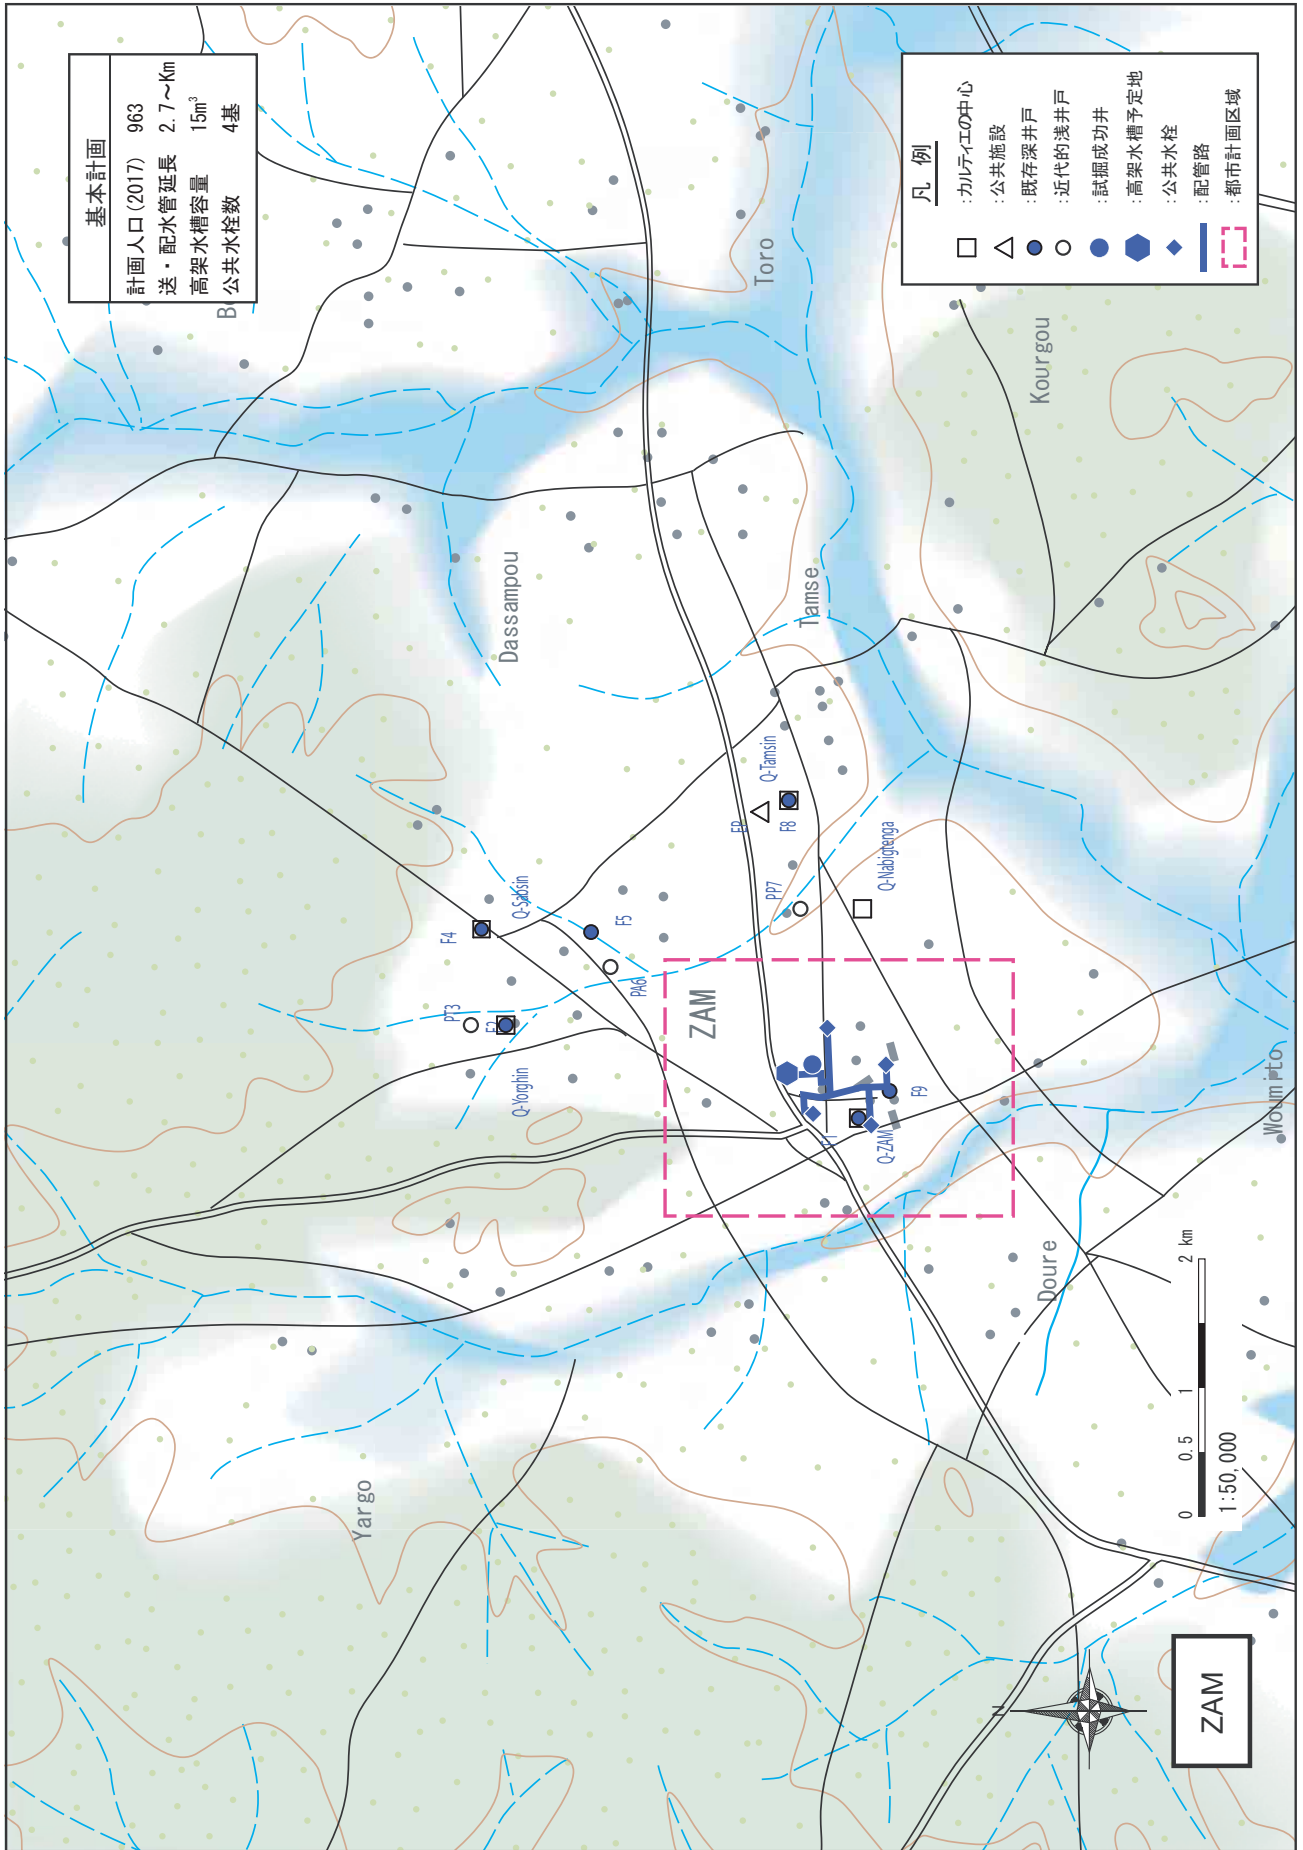 基本計画
計画人口(2017) 963
送・配水管延長 2.7〜Km
高架水槽容量 15m³
公共水栓数 4基
凡 例
:カルティエの中心
:公共施設
:既存深井戸
:近代的浅井戸
:試掘成功井
:高架水槽予定地
:公共水栓
:配管路
:都市計画区域
Toro
Kourgou
Dassampou
Tamse
Q-Tamsin
EP
F8
Q-Nabigtenga
PP7
Q-Sabsin
F4
F5
PA6
PT3
Q-Yorghin
ZAM
F9
F1
Q-ZAM
Woumito
Doure
Yargo
0 0.5 1 2 km
1:50,000
N
ZAM